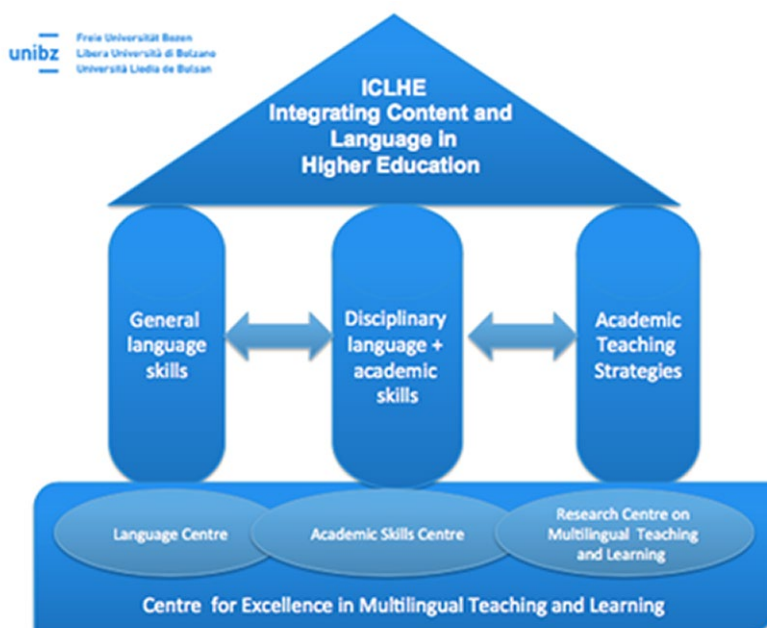 unibz
Freie Universität Bozen
Libera Università di Bolzano
Università Liedia de Bulsan
ICLHE
Integrating Content and
Language in
Higher Education
General
language
skills
Disciplinary
language +
academic
skills
Academic
Teaching
Strategies
Language Centre
Academic Skills Centre
Research Centre on
Multilingual Teaching
and Learning
Centre for Excellence in Multilingual Teaching and Learning